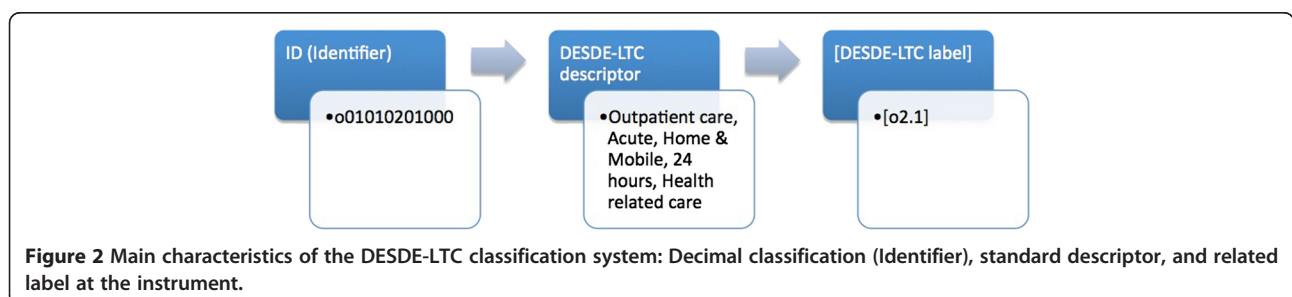 ID (Identifier)
•o01010201000
DESDE-LTC
descriptor
•Outpatient care,
Acute, Home &
Mobile, 24
hours, Health
related care
[DESDE-LTC label]
•[o2.1]
Figure 2 Main characteristics of the DESDE-LTC classification system: Decimal classification (Identifier), standard descriptor, and related
label at the instrument.